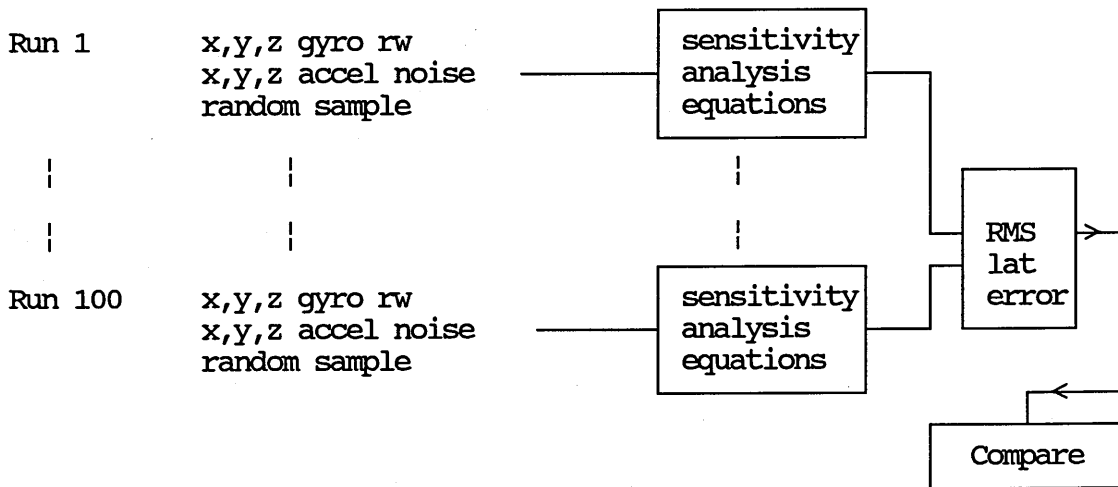 Run 1
x,y,z gyro rw
x,y,z accel noise
random sample
sensitivity
analysis
equations
RMS
lat
error
Run 100
x,y,z gyro rw
x,y,z accel noise
random sample
sensitivity
analysis
equations
Compare